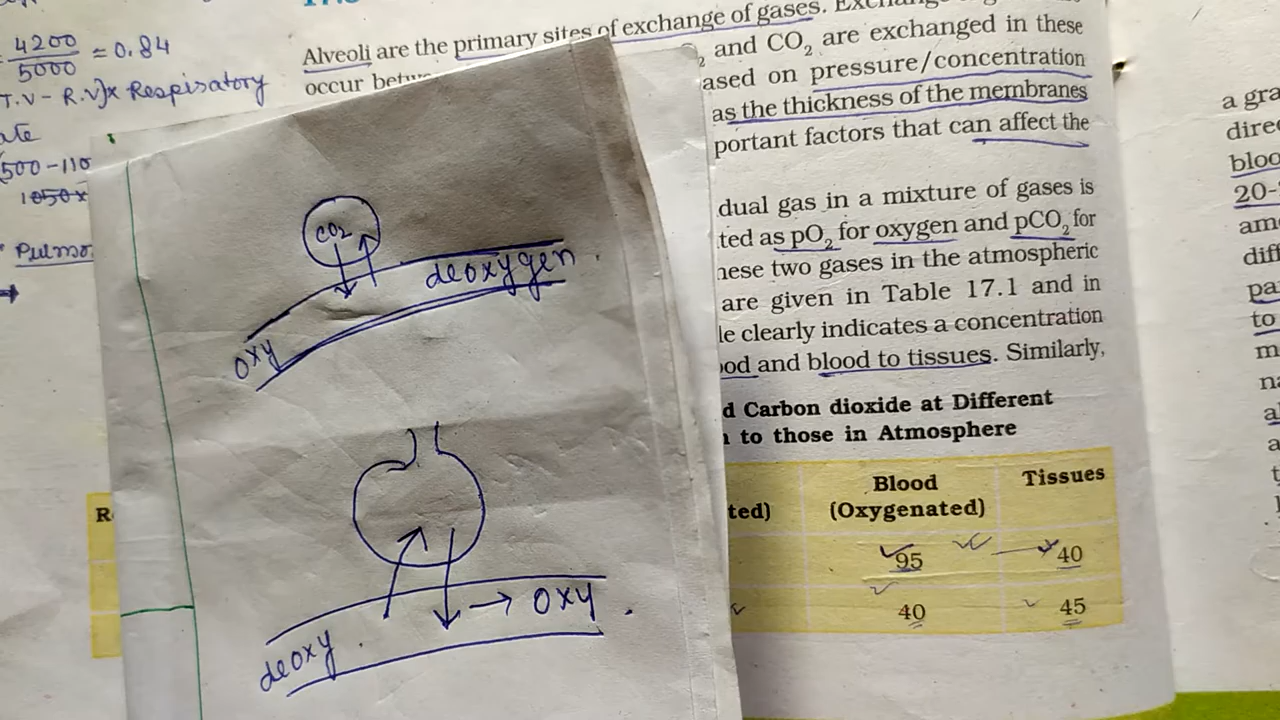 4200
5000
= 0.84
T.V - R.V)x Respiratory
ate
(500-110
1050x
Pulmo
Alveoli are the primary sites of exchange of gases.
occur
and CO2 are exchanged in these
ased on pressure/concentration
as the thickness of the membranes
portant factors that can affect the
dual gas in a mixture of gases is
ted as pO2 for oxygen and pCO2 for
hese two gases in the atmospheric
are given in Table 17.1 and in
le clearly indicates a concentration
ood and blood to tissues. Similarly,
d Carbon dioxide at Different
to those in Atmosphere
ted)
Blood
(Oxygenated)
Tissues
95
40
40
45
R
CO2
deoxygen
oxy
deoxy
→ oxy
a gra
dire
bloo
20-
am
diff
pa
to
m